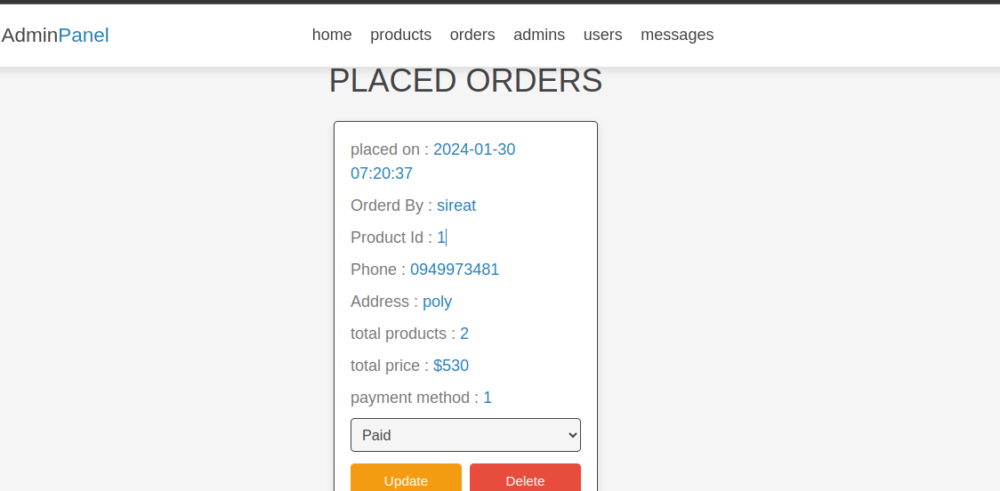 AdminPanel
home products orders admins users messages
PLACED ORDERS
placed on : 2024-01-30
07:20:37
Orderd By : sireat
Product Id : 1
Phone : 0949973481
Address : poly
total products : 2
total price : $530
payment method : 1
Paid
Update Delete